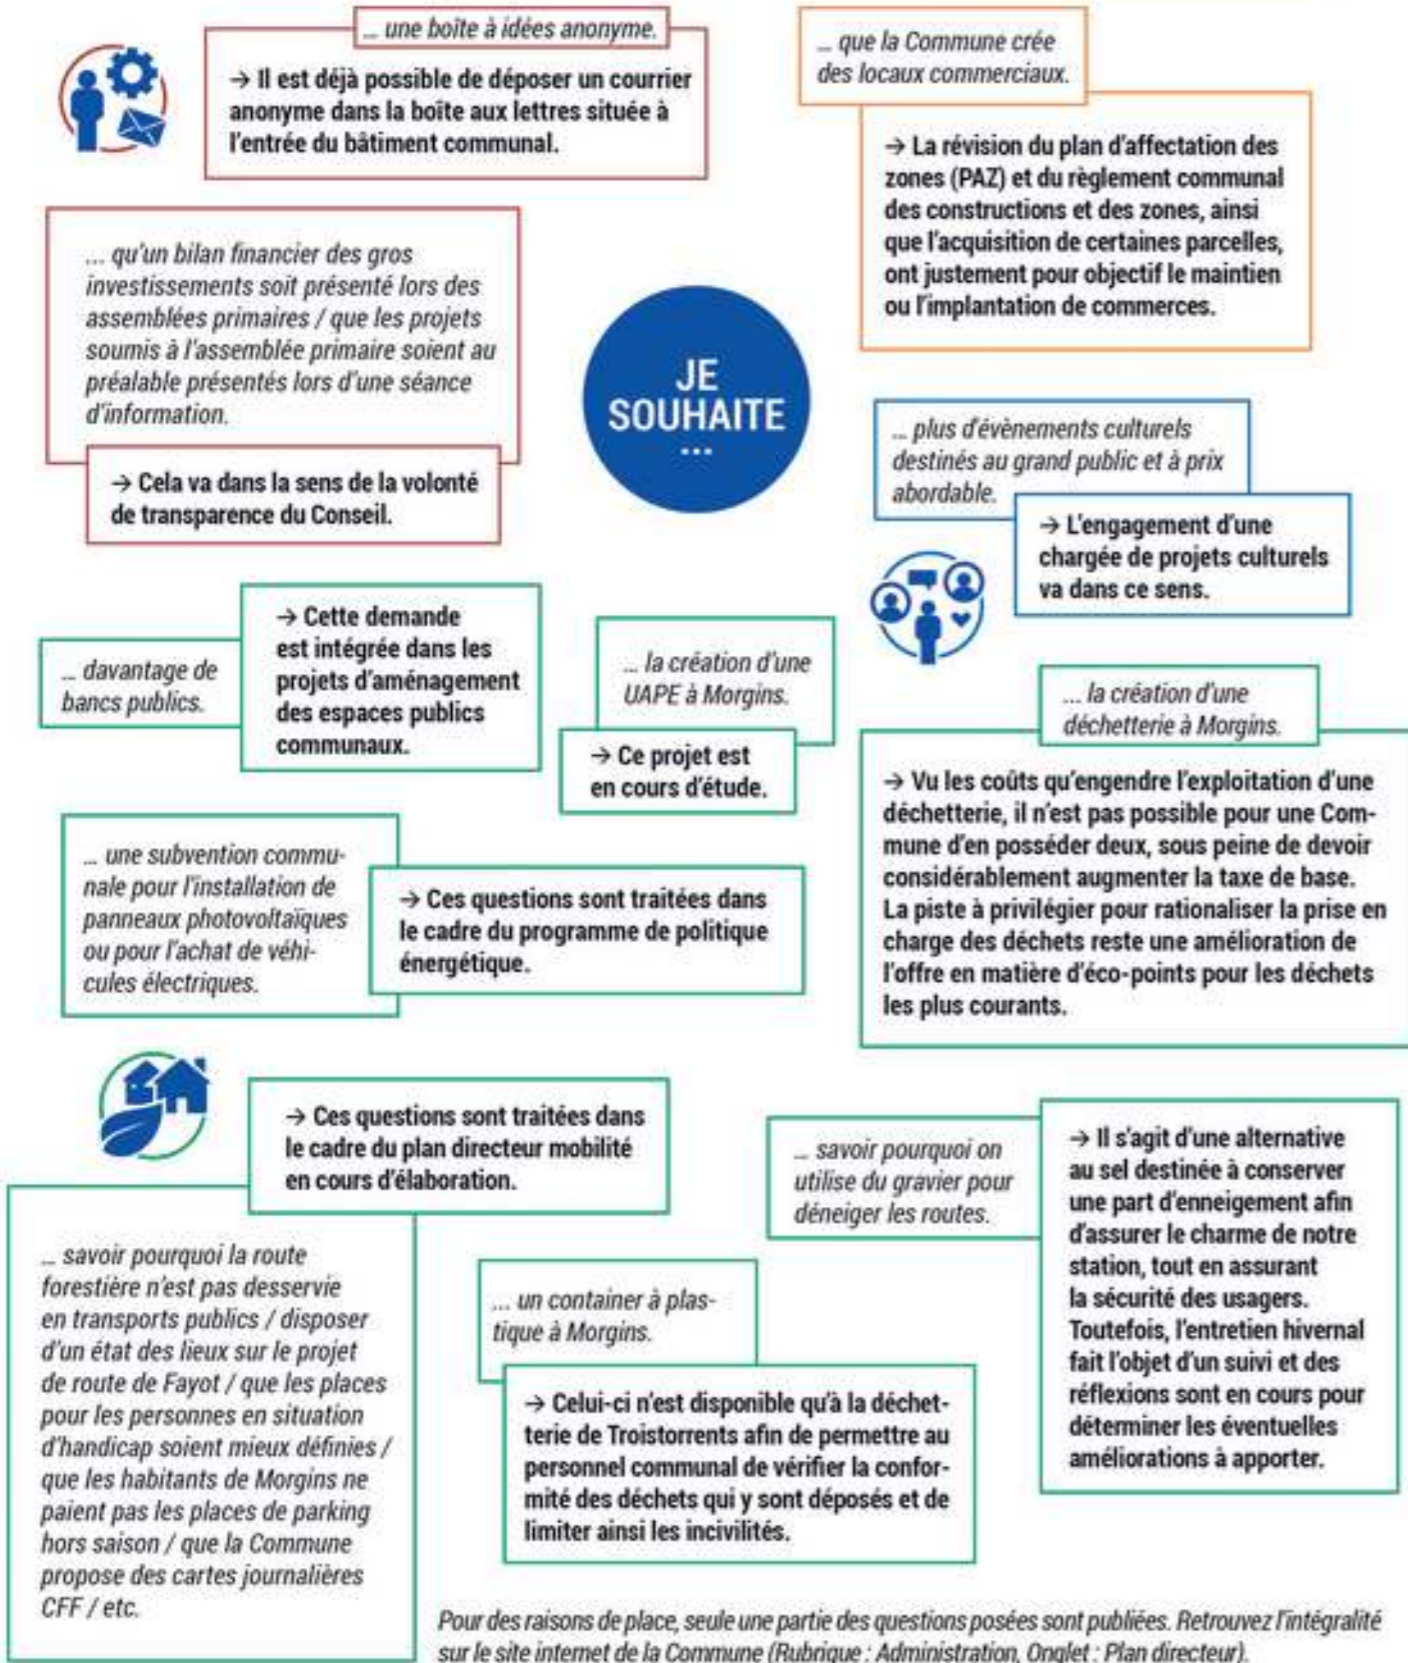 ... une boîte à idées anonyme.
→ Il est déjà possible de déposer un courrier
anonyme dans la boîte aux lettres située à
l'entrée du bâtiment communal.
... que la Commune crée
des locaux commerciaux.
→ La révision du plan d'affectation des
zones (PAZ) et du règlement communal
des constructions et des zones, ainsi
que l'acquisition de certaines parcelles,
ont justement pour objectif le maintien
ou l'implantation de commerces.
... qu'un bilan financier des gros
investissements soit présenté lors des
assemblées primaires / que les projets
soumis à l'assemblée primaire soient au
préalable présentés lors d'une séance
d'information.
→ Cela va dans la sens de la volonté
de transparence du Conseil.
JE
SOUHAITE
...
... plus d'évènements culturels
destinés au grand public et à prix
abordable.
→ L'engagement d'une
chargée de projets culturels
va dans ce sens.
... davantage de
bancs publics.
→ Cette demande
est intégrée dans les
projets d'aménagement
des espaces publics
communaux.
... la création d'une
UAPE à Morgins.
→ Ce projet est
en cours d'étude.
... la création d'une
déchetterie à Morgins.
→ Vu les coûts qu'engendre l'exploitation d'une
déchetterie, il n'est pas possible pour une Com-
mune d'en posséder deux, sous peine de devoir
considérablement augmenter la taxe de base.
La piste à privilégier pour rationaliser la prise en
charge des déchets reste une amélioration de
l'offre en matière d'éco-points pour les déchets
les plus courants.
... une subvention commu-
nale pour l'installation de
panneaux photovoltaïques
ou pour l'achat de véhi-
cules électriques.
→ Ces questions sont traitées dans
le cadre du programme de politique
énergétique.
→ Ces questions sont traitées dans
le cadre du plan directeur mobilité
en cours d'élaboration.
... savoir pourquoi la route
forestière n'est pas desservie
en transports publics / disposer
d'un état des lieux sur le projet
de route de Fayot / que les places
pour les personnes en situation
d'handicap soient mieux définies /
que les habitants de Morgins ne
paient pas les places de parking
hors saison / que la Commune
propose des cartes journalières
CFF / etc.
... savoir pourquoi on
utilise du gravier pour
déneiger les routes.
→ Il s'agit d'une alternative
au sel destinée à conserver
une part d'enneigement afin
d'assurer le charme de notre
station, tout en assurant
la sécurité des usagers.
Toutefois, l'entretien hivernal
fait l'objet d'un suivi et des
réflexions sont en cours pour
déterminer les éventuelles
améliorations à apporter.
... un container à plas-
tique à Morgins.
→ Celui-ci n'est disponible qu'à la déchet-
terie de Troistorrents afin de permettre au
personnel communal de vérifier la confor-
mité des déchets qui y sont déposés et de
limiter ainsi les incivilités.
Pour des raisons de place, seule une partie des questions posées sont publiées. Retrouvez l'intégralité
sur le site internet de la Commune (Rubrique : Administration, Onglet : Plan directeur).